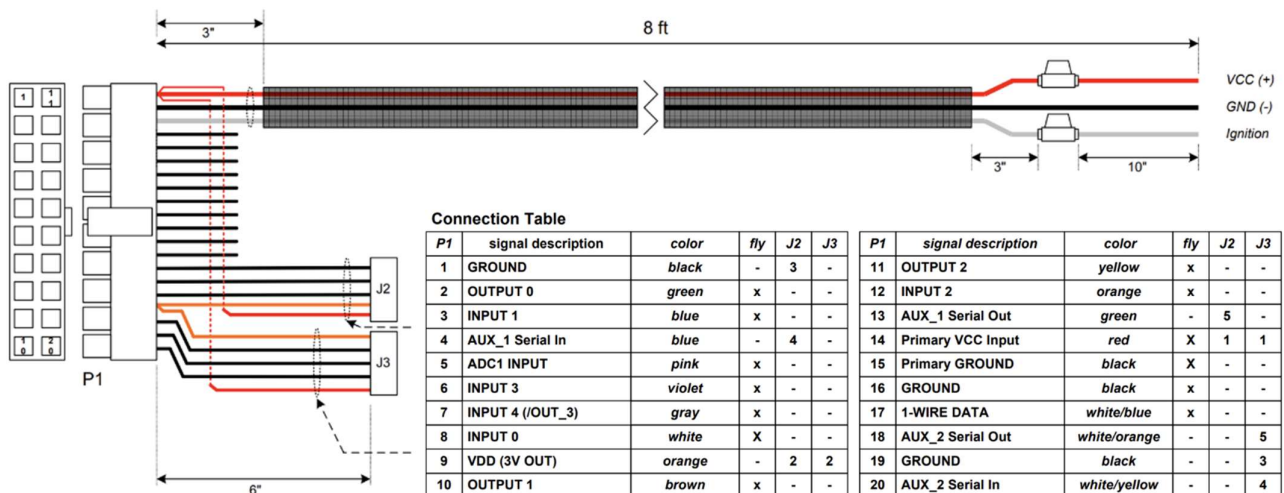 3"
8 ft
VCC (+)
GND (-)
Ignition
3"
10"
1 11
10 20
P1
J2
J3
6"
Connection Table
P1 signal description color fly J2 J3
1 GROUND black - 3 -
2 OUTPUT 0 green x - -
3 INPUT 1 blue x - -
4 AUX_1 Serial In blue - 4 -
5 ADC1 INPUT pink x - -
6 INPUT 3 violet x - -
7 INPUT 4 (/OUT_3) gray x - -
8 INPUT 0 white X - -
9 VDD (3V OUT) orange - 2 2
10 OUTPUT 1 brown x - -
P1 signal description color fly J2 J3
11 OUTPUT 2 yellow x - -
12 INPUT 2 orange x - -
13 AUX_1 Serial Out green - 5 -
14 Primary VCC Input red X 1 1
15 Primary GROUND black X - -
16 GROUND black x - -
17 1-WIRE DATA white/blue x - -
18 AUX_2 Serial Out white/orange - - 5
19 GROUND black - - 3
20 AUX_2 Serial In white/yellow - - 4